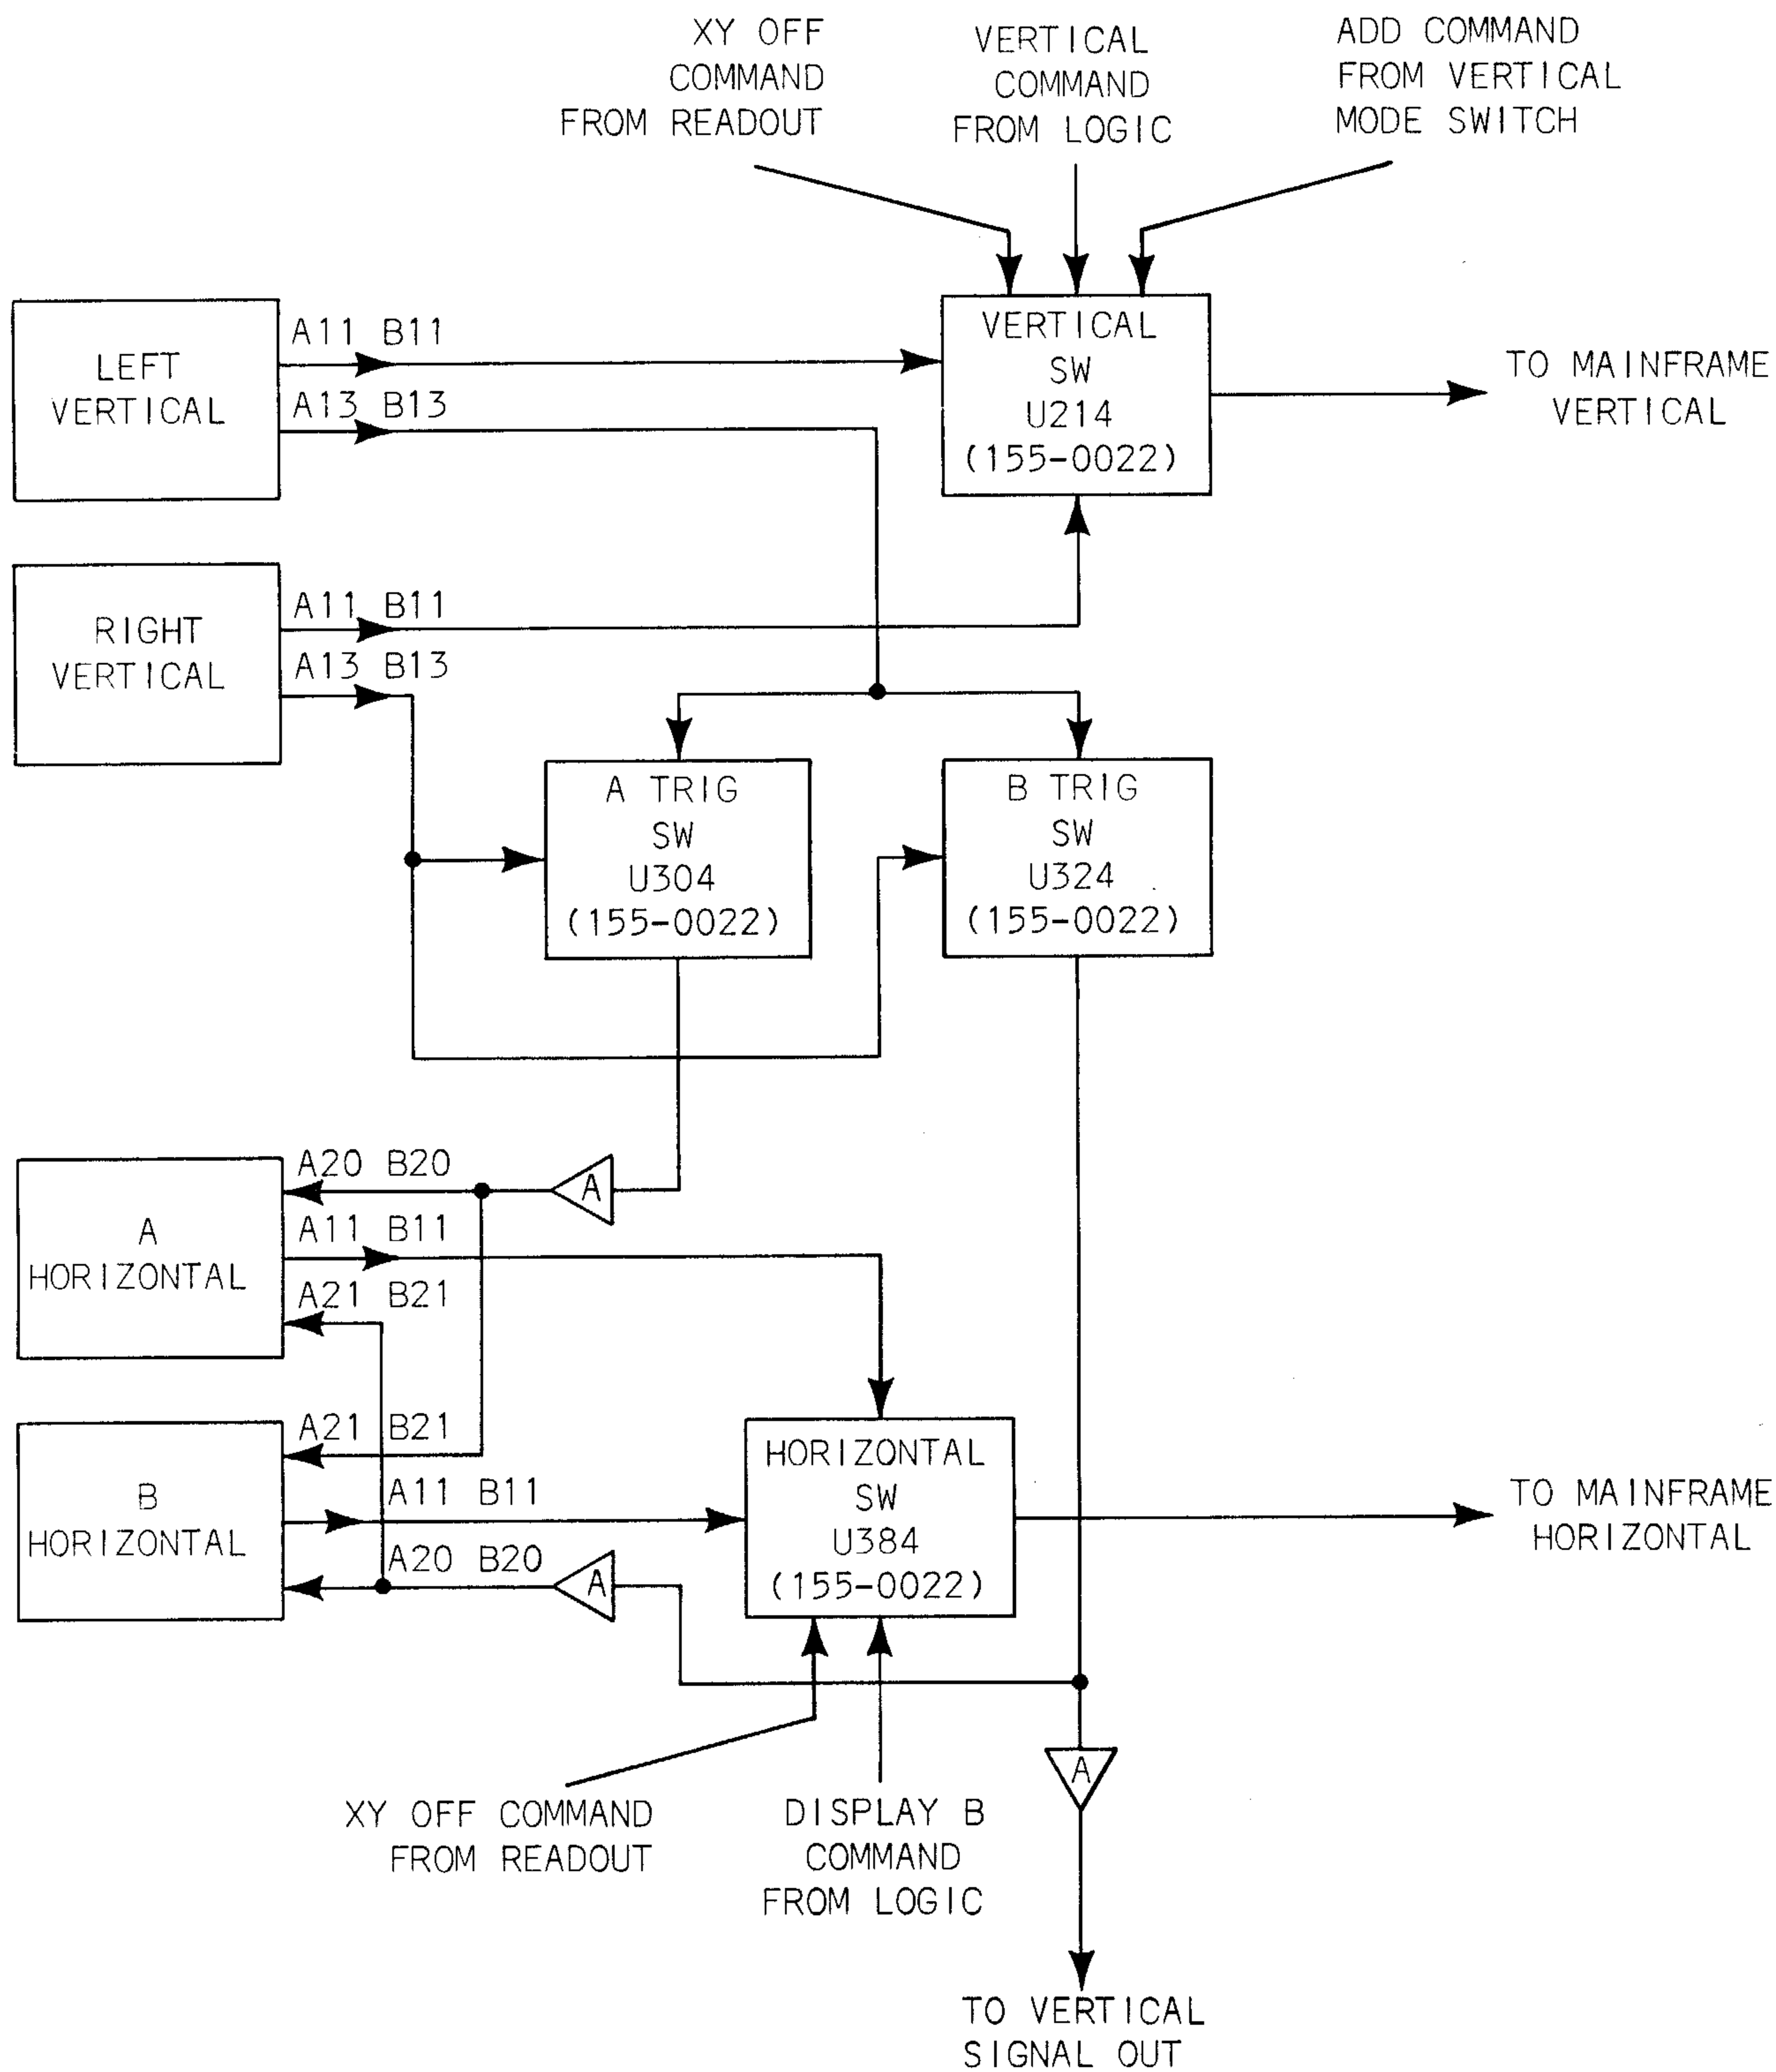 XY OFF
COMMAND
FROM READOUT
VERTICAL
COMMAND
FROM LOGIC
ADD COMMAND
FROM VERTICAL
MODE SWITCH
LEFT
VERTICAL
A11 B11
A13 B13
VERTICAL
SW
U214
(155-0022)
TO MAINFRAME
VERTICAL
RIGHT
VERTICAL
A11 B11
A13 B13
A TRIG
SW
U304
(155-0022)
B TRIG
SW
U324
(155-0022)
A
HORIZONTAL
A20 B20
A
A11 B11
A21 B21
B
HORIZONTAL
A21 B21
A11 B11
A20 B20
A
HORIZONTAL
SW
U384
(155-0022)
TO MAINFRAME
HORIZONTAL
XY OFF COMMAND
FROM READOUT
DISPLAY B
COMMAND
FROM LOGIC
A
TO VERTICAL
SIGNAL OUT